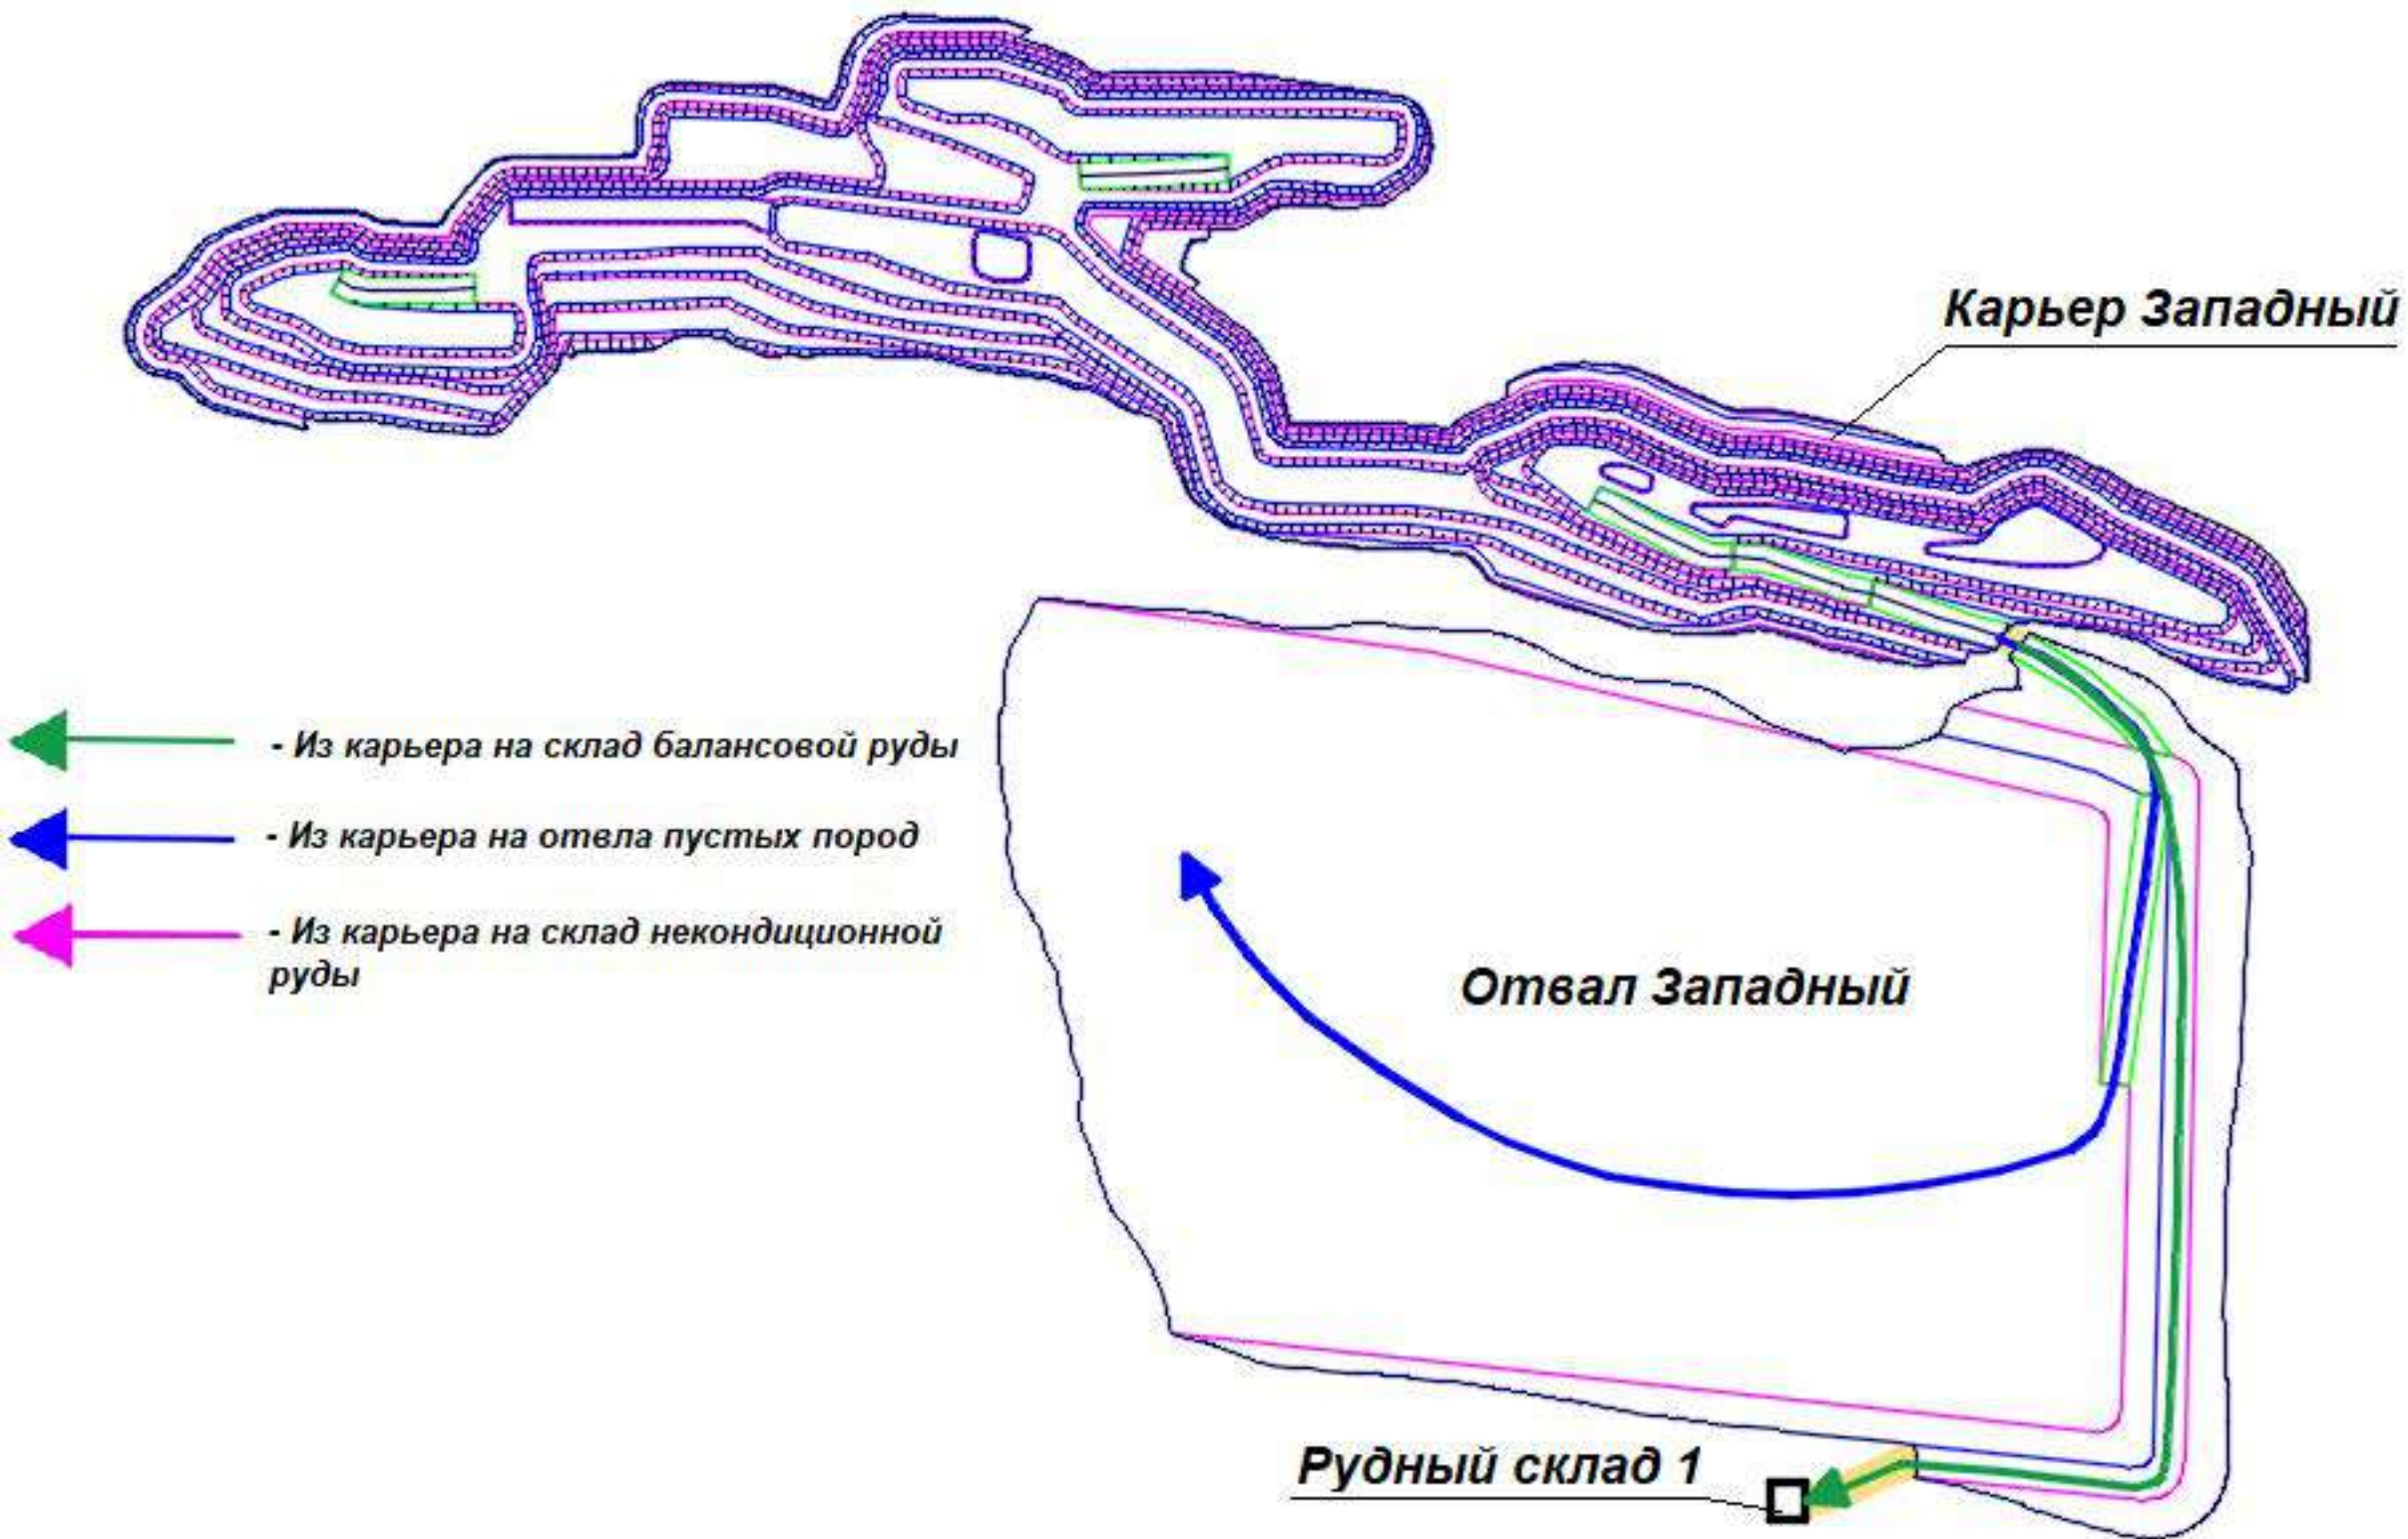 Карьер Западный
- Из карьера на склад балансовой руды
- Из карьера на отвла пустых пород
- Из карьера на склад некондиционной
руды
Отвал Западный
Рудный склад 1